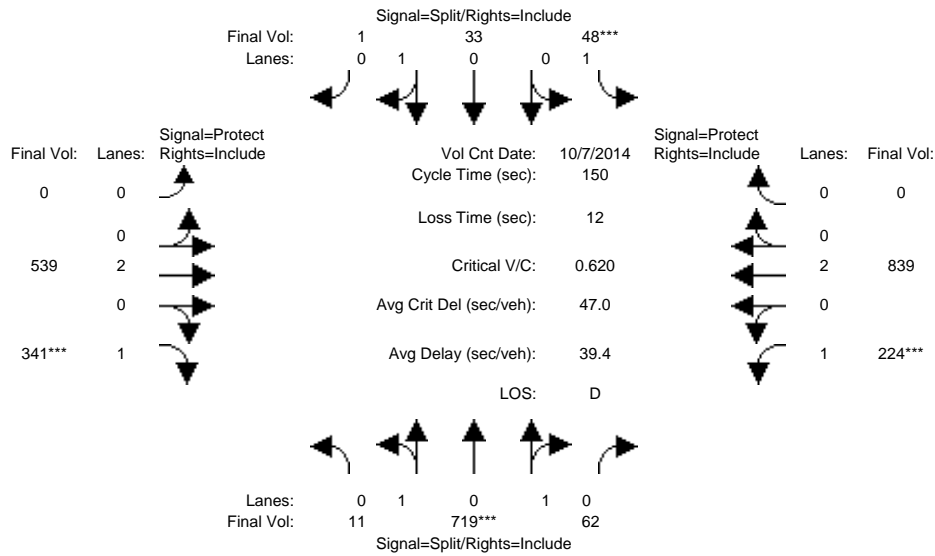 Signal=Split/Rights=Include
Final Vol: 1 33 48***
Lanes: 0 1 0 0 1
Signal=Protect Signal=Protect
Final Vol: Lanes: Rights=Include Vol Cnt Date: 10/7/2014 Rights=Include Lanes: Final Vol:
Cycle Time (sec): 150
0 0 0 0
Loss Time (sec): 12
0 0
539 2 Critical V/C: 0.620 2 839
0 Avg Crit Del (sec/veh): 47.0 0
341*** 1 Avg Delay (sec/veh): 39.4 1 224***
LOS: D
Lanes: 0 1 0 1 0
Final Vol: 11 719*** 62
Signal=Split/Rights=Include